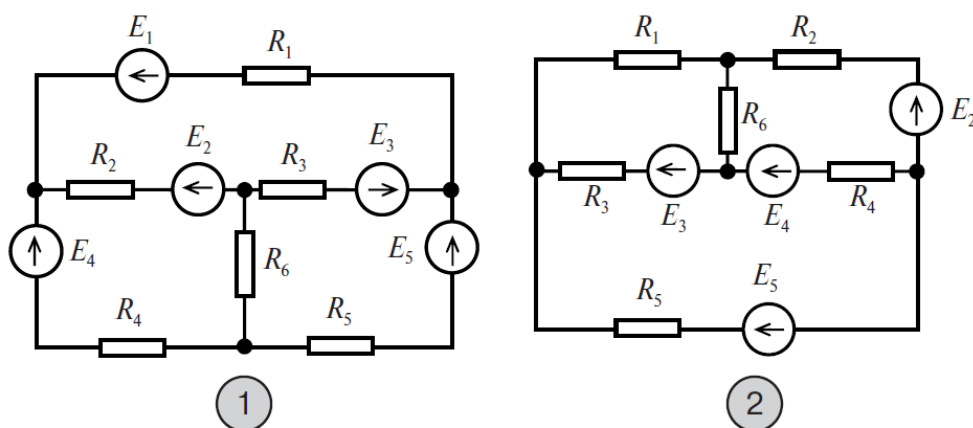 E1 R1
R2 E2 R3 E3
E4 R6 E5
R4 R5
1
R1 R2
R6 E2
R3 E3 E4 R4
R5 E5
2